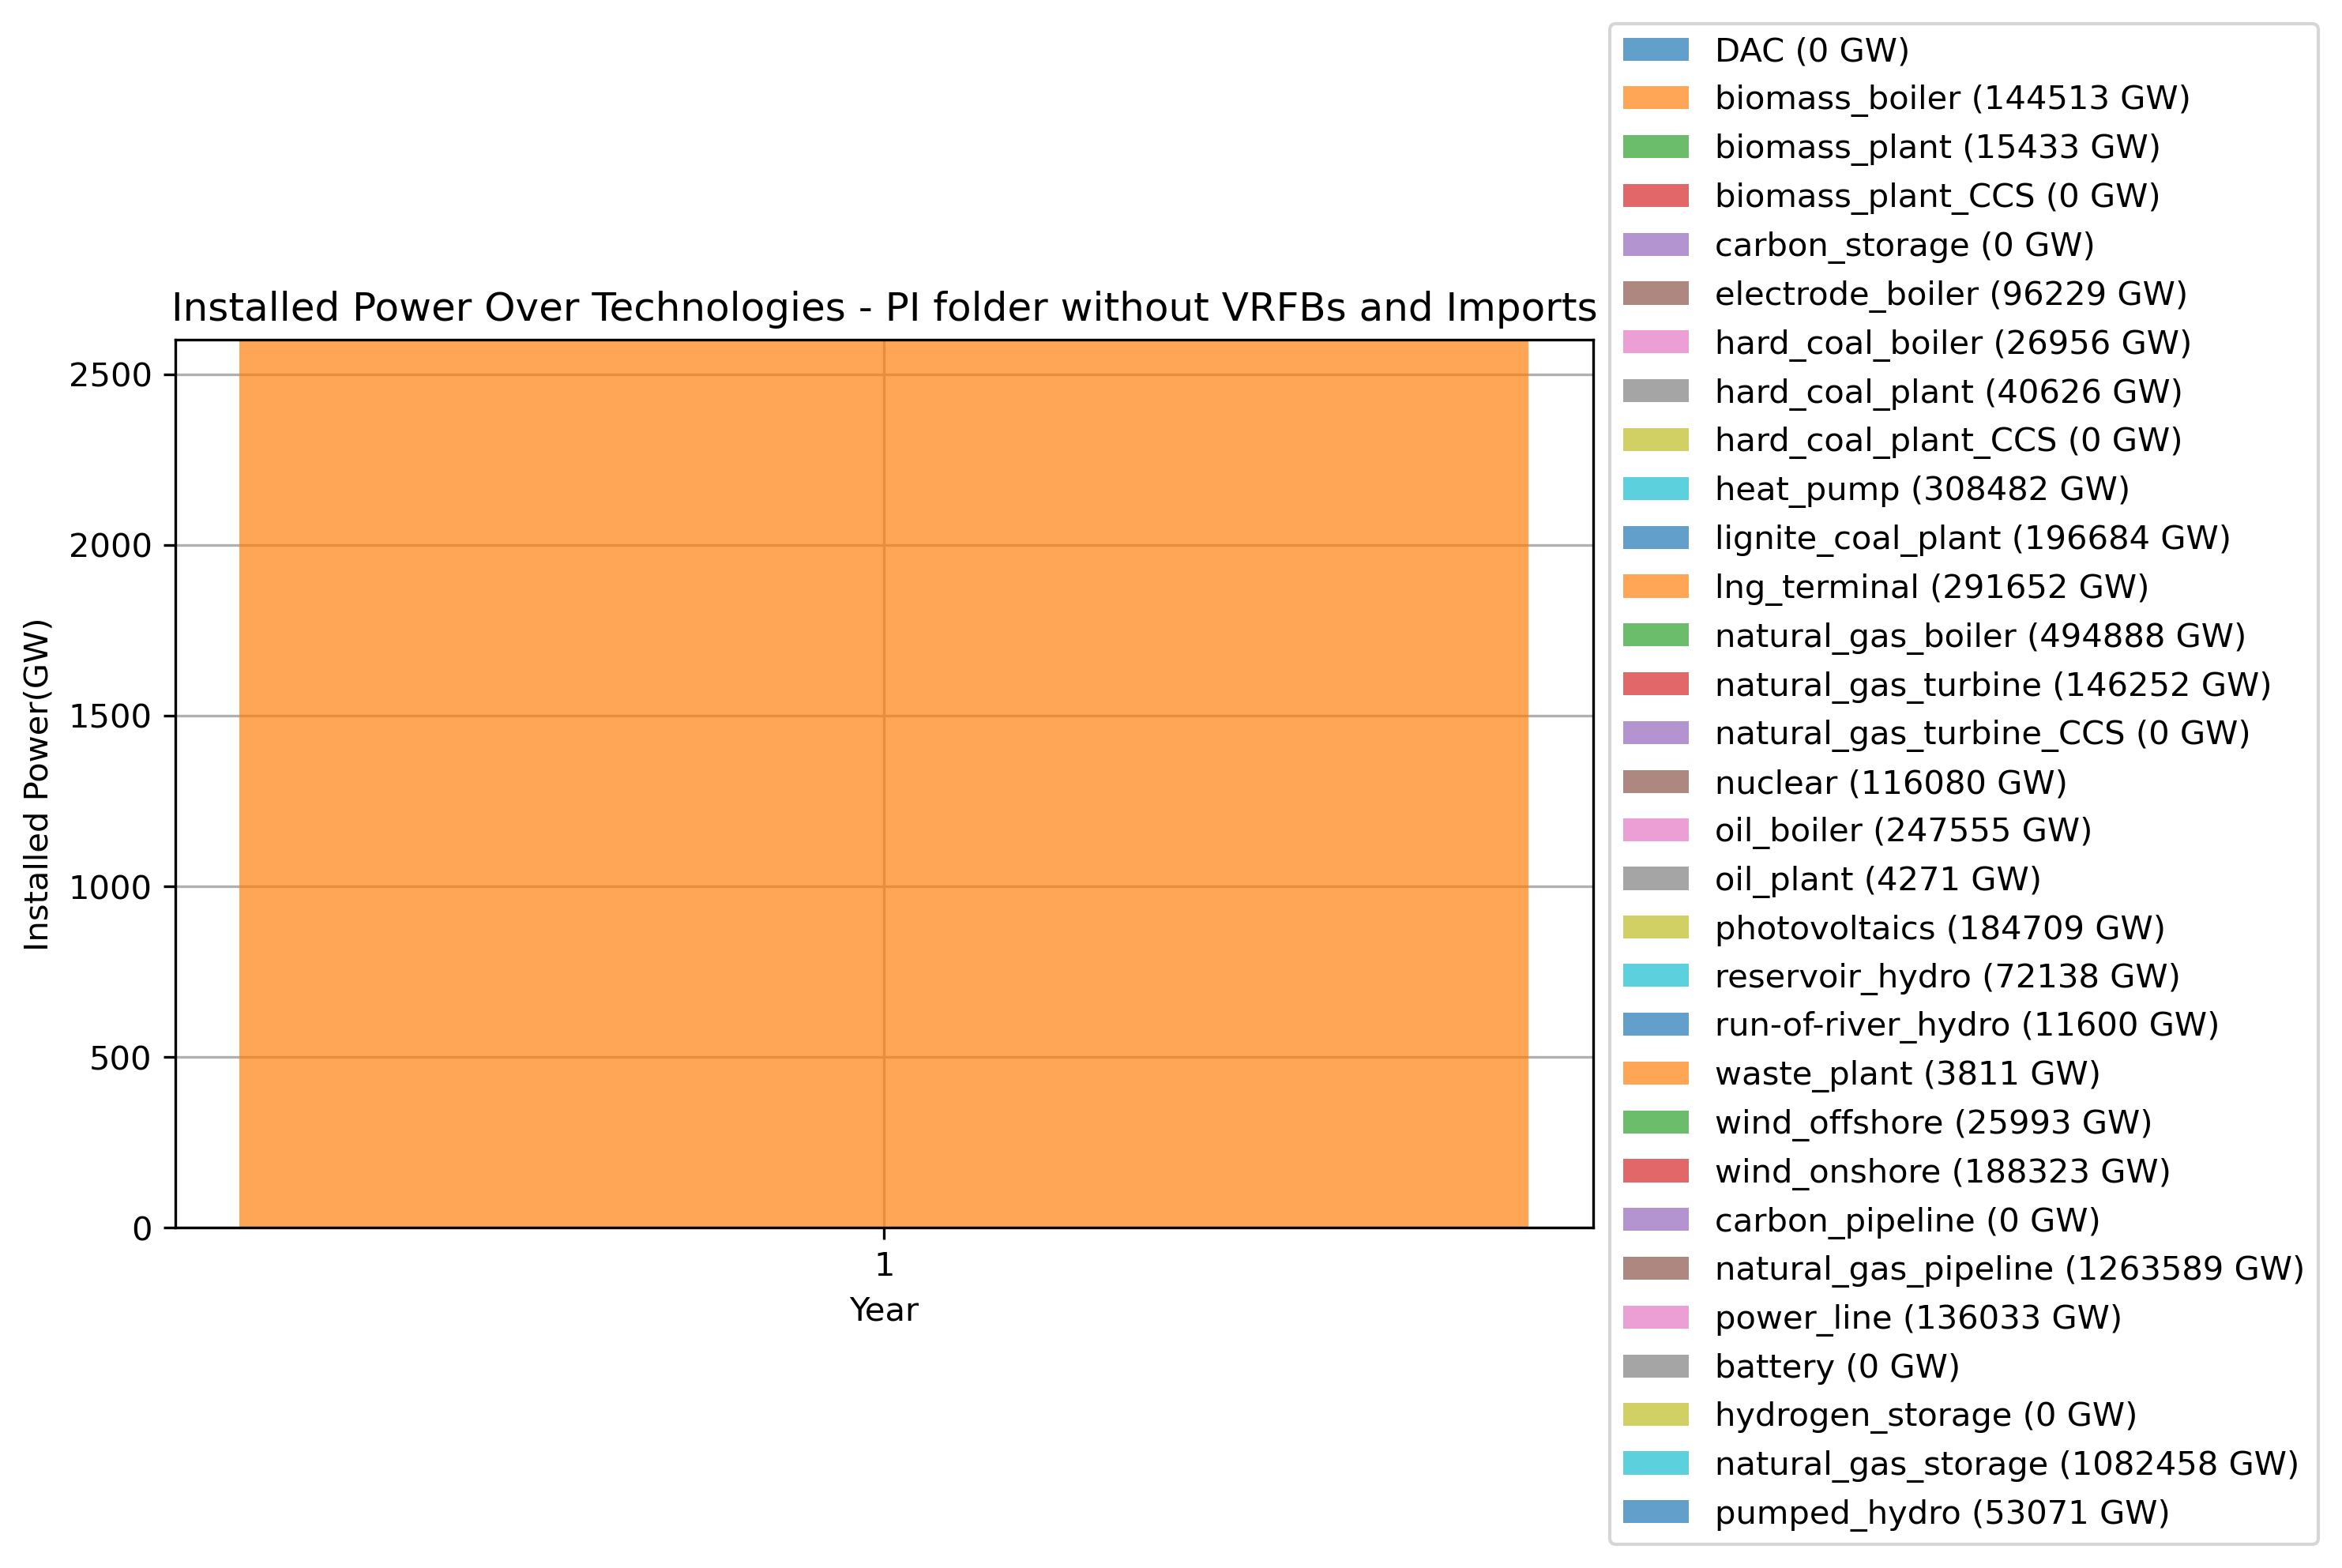 Installed Power Over Technologies - PI folder without VRFBs and Imports
Installed Power(GW)
2500
2000
1500
1000
500
0
1
Year
DAC (0 GW)
biomass_boiler (144513 GW)
biomass_plant (15433 GW)
biomass_plant_CCS (0 GW)
carbon_storage (0 GW)
electrode_boiler (96229 GW)
hard_coal_boiler (26956 GW)
hard_coal_plant (40626 GW)
hard_coal_plant_CCS (0 GW)
heat_pump (308482 GW)
lignite_coal_plant (196684 GW)
lng_terminal (291652 GW)
natural_gas_boiler (494888 GW)
natural_gas_turbine (146252 GW)
natural_gas_turbine_CCS (0 GW)
nuclear (116080 GW)
oil_boiler (247555 GW)
oil_plant (4271 GW)
photovoltaics (184709 GW)
reservoir_hydro (72138 GW)
run-of-river_hydro (11600 GW)
waste_plant (3811 GW)
wind_offshore (25993 GW)
wind_onshore (188323 GW)
carbon_pipeline (0 GW)
natural_gas_pipeline (1263589 GW)
power_line (136033 GW)
battery (0 GW)
hydrogen_storage (0 GW)
natural_gas_storage (1082458 GW)
pumped_hydro (53071 GW)